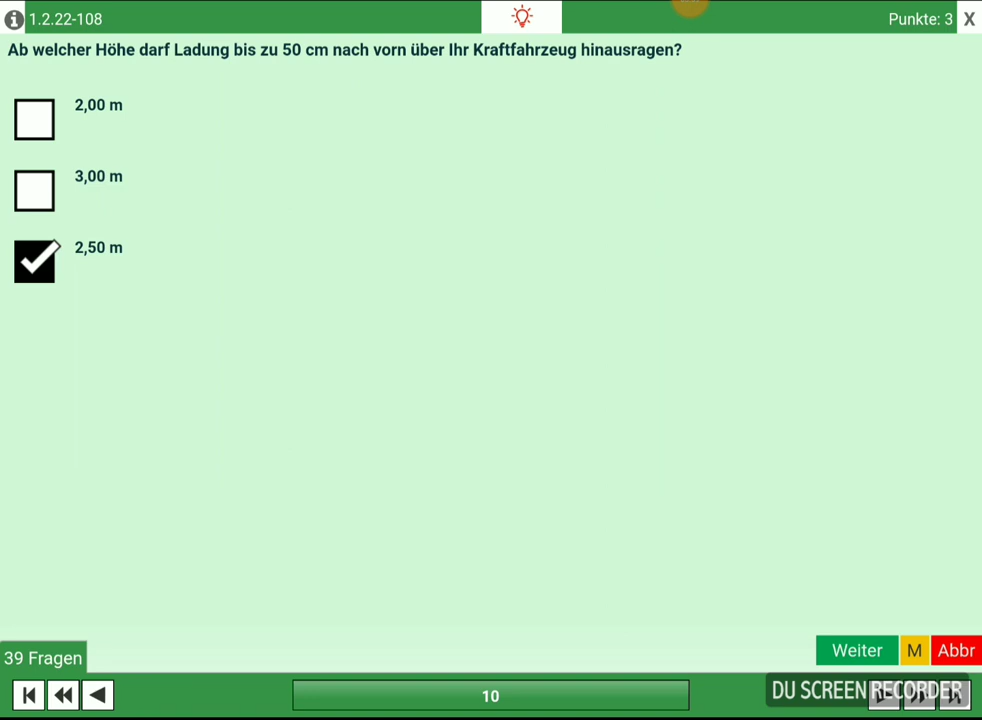 1.2.22-108
Punkte: 3 X
Ab welcher Höhe darf Ladung bis zu 50 cm nach vorn über Ihr Kraftfahrzeug hinausragen?
2,00 m
3,00 m
2,50 m
39 Fragen
Weiter M Abbr
10
DU SCREEN RECORDER